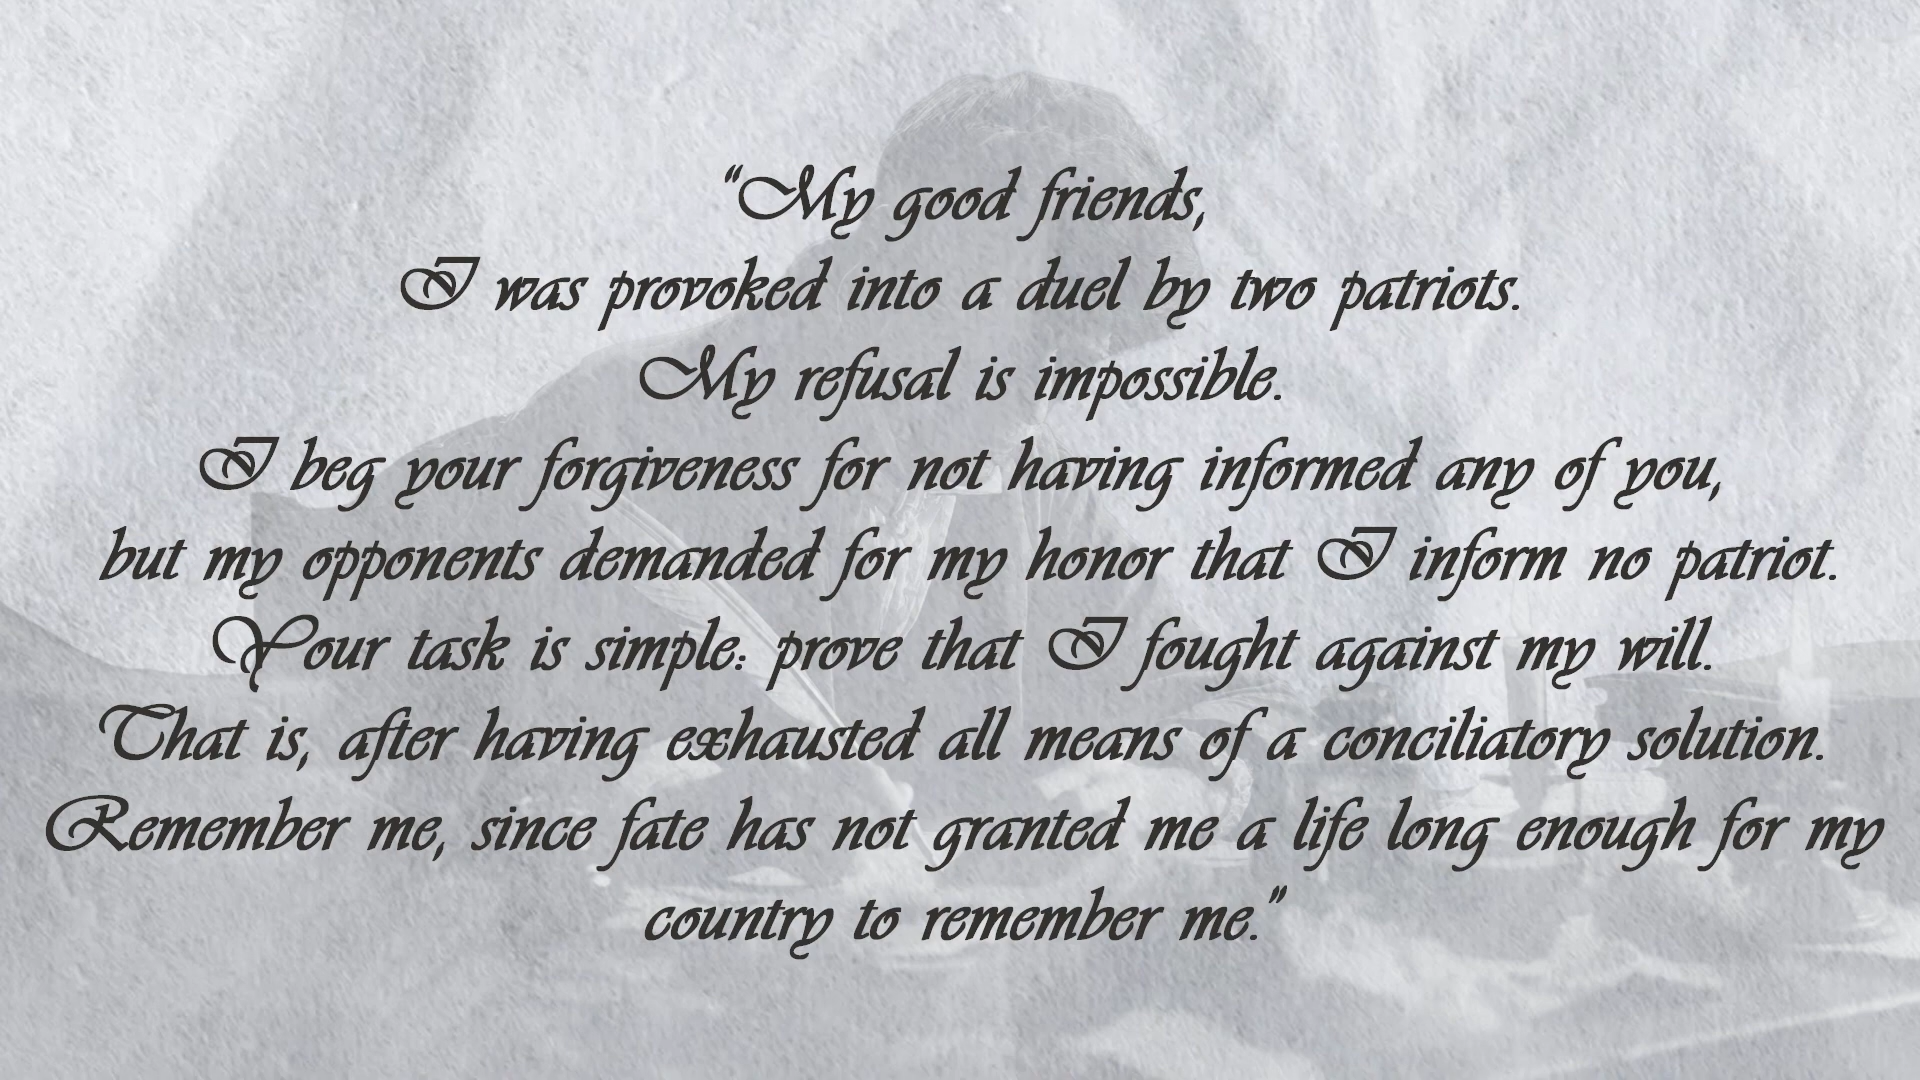 “My good friends,
I was provoked into a duel by two patriots.
My refusal is impossible.
I beg your forgiveness for not having informed any of you,
but my opponents demanded for my honor that I inform no patriot.
Your task is simple: prove that I fought against my will.
That is, after having exhausted all means of a conciliatory solution.
Remember me, since fate has not granted me a life long enough for my
country to remember me.”